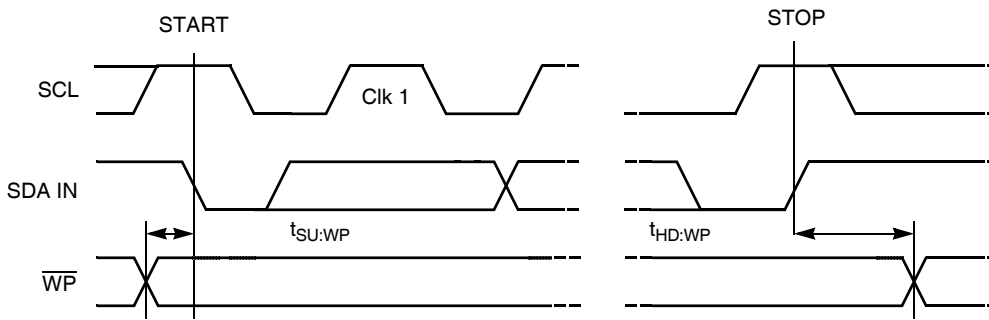 START
STOP
SCL
Clk 1
SDA IN
tSU:WP
tHD:WP
WP